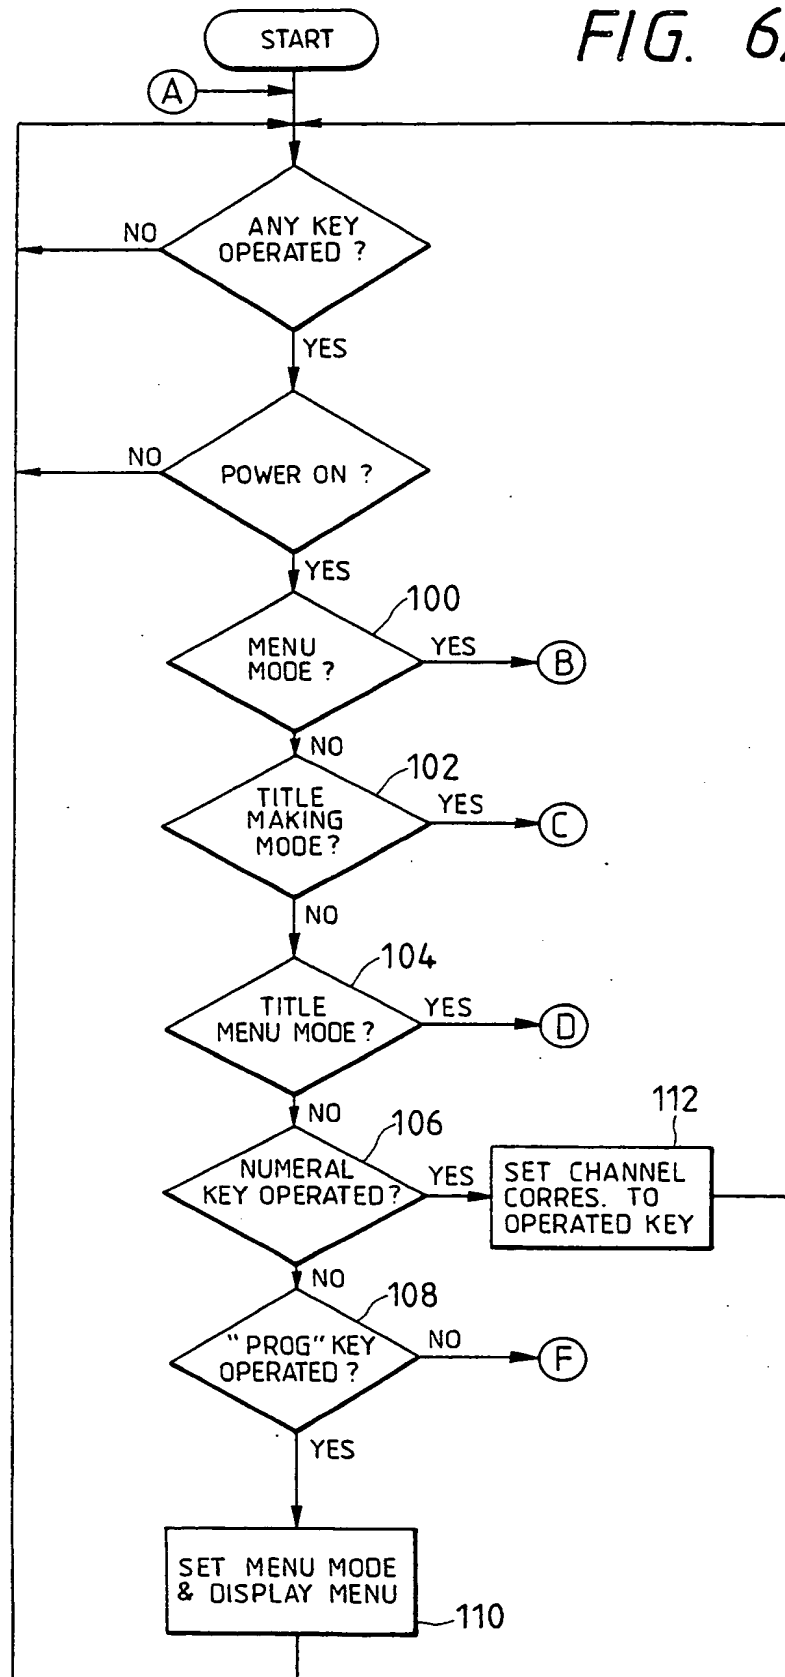 START
FIG. 6
A
ANY KEY
OPERATED ?
NO
YES
POWER ON ?
NO
YES
100
MENU
MODE ?
YES
B
NO
102
TITLE
MAKING
MODE?
YES
C
NO
104
TITLE
MENU MODE?
YES
D
NO
106
NUMERAL
KEY OPERATED?
YES
112
SET CHANNEL
CORRES. TO
OPERATED KEY
NO
108
"PROG" KEY
OPERATED ?
NO
F
YES
SET MENU MODE
& DISPLAY MENU
110